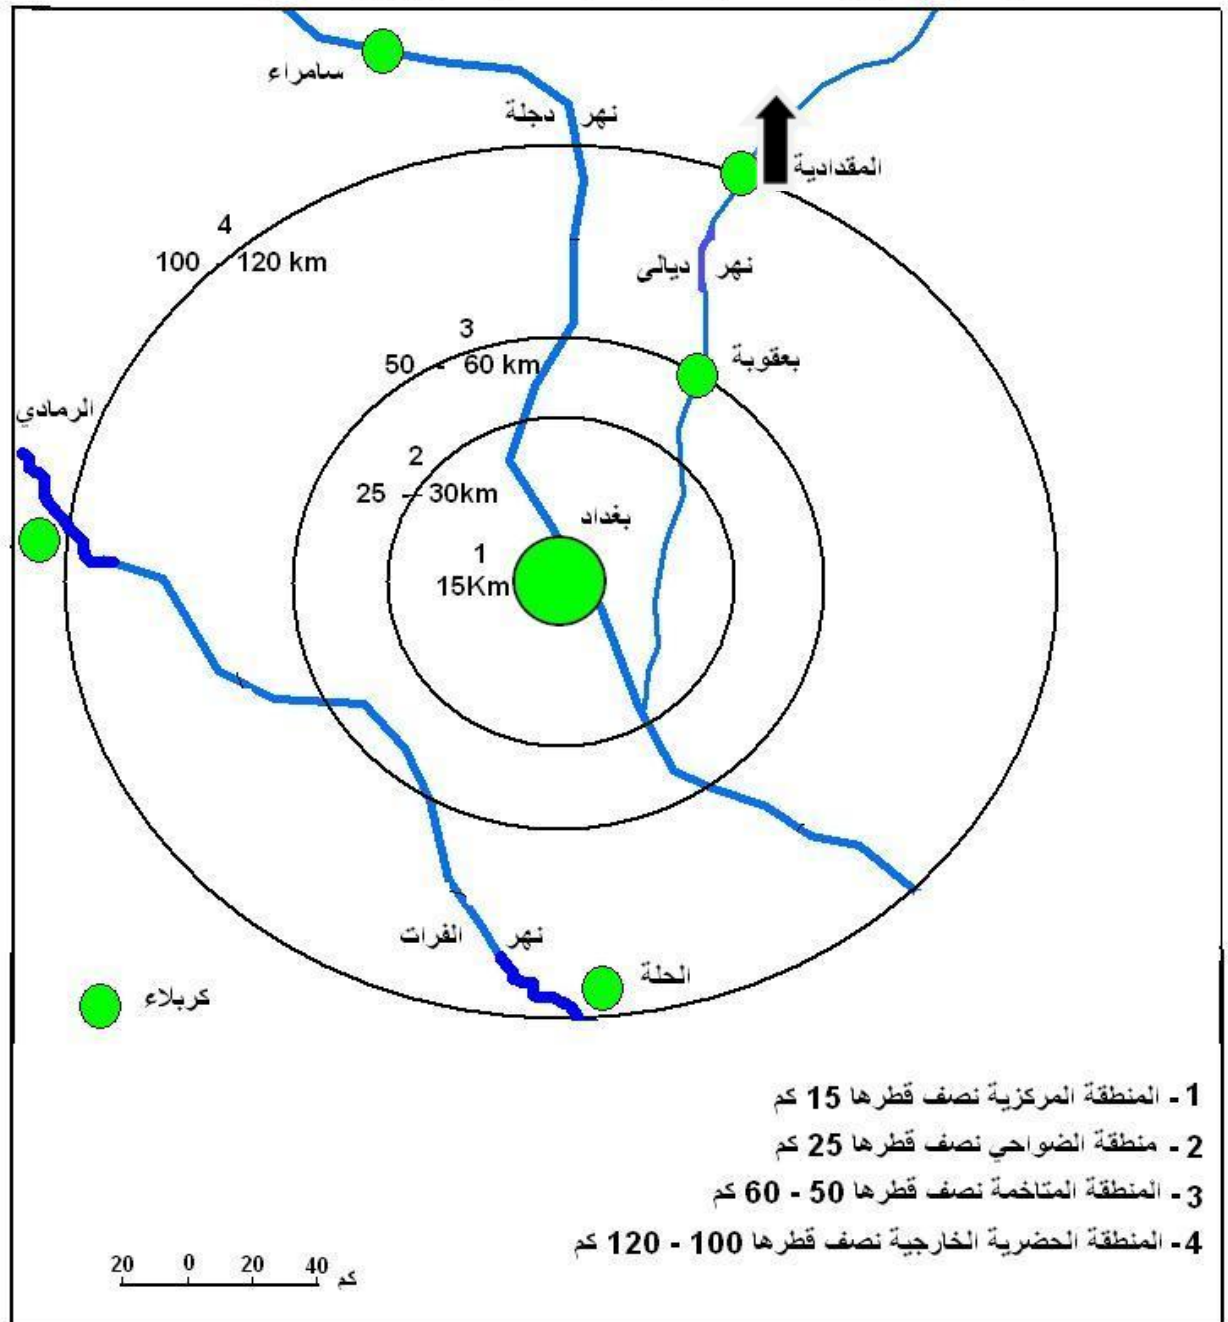 سامراء
نهر دجلة
المقدادية
4
100 - 120 km
نهر ديالى
3
50 - 60 km
بعقوبة
الرمادي
2
25 - 30km
بغداد
1
15Km
نهر الفرات
الحلة
كربلاء
1 - المنطقة المركزية نصف قطرها 15 كم
2 - منطقة الضواحي نصف قطرها 25 كم
3 - المنطقة المتاخمة نصف قطرها 50 - 60 كم
4 - المنطقة الحضرية الخارجية نصف قطرها 100 - 120 كم
20 0 20 40 كم